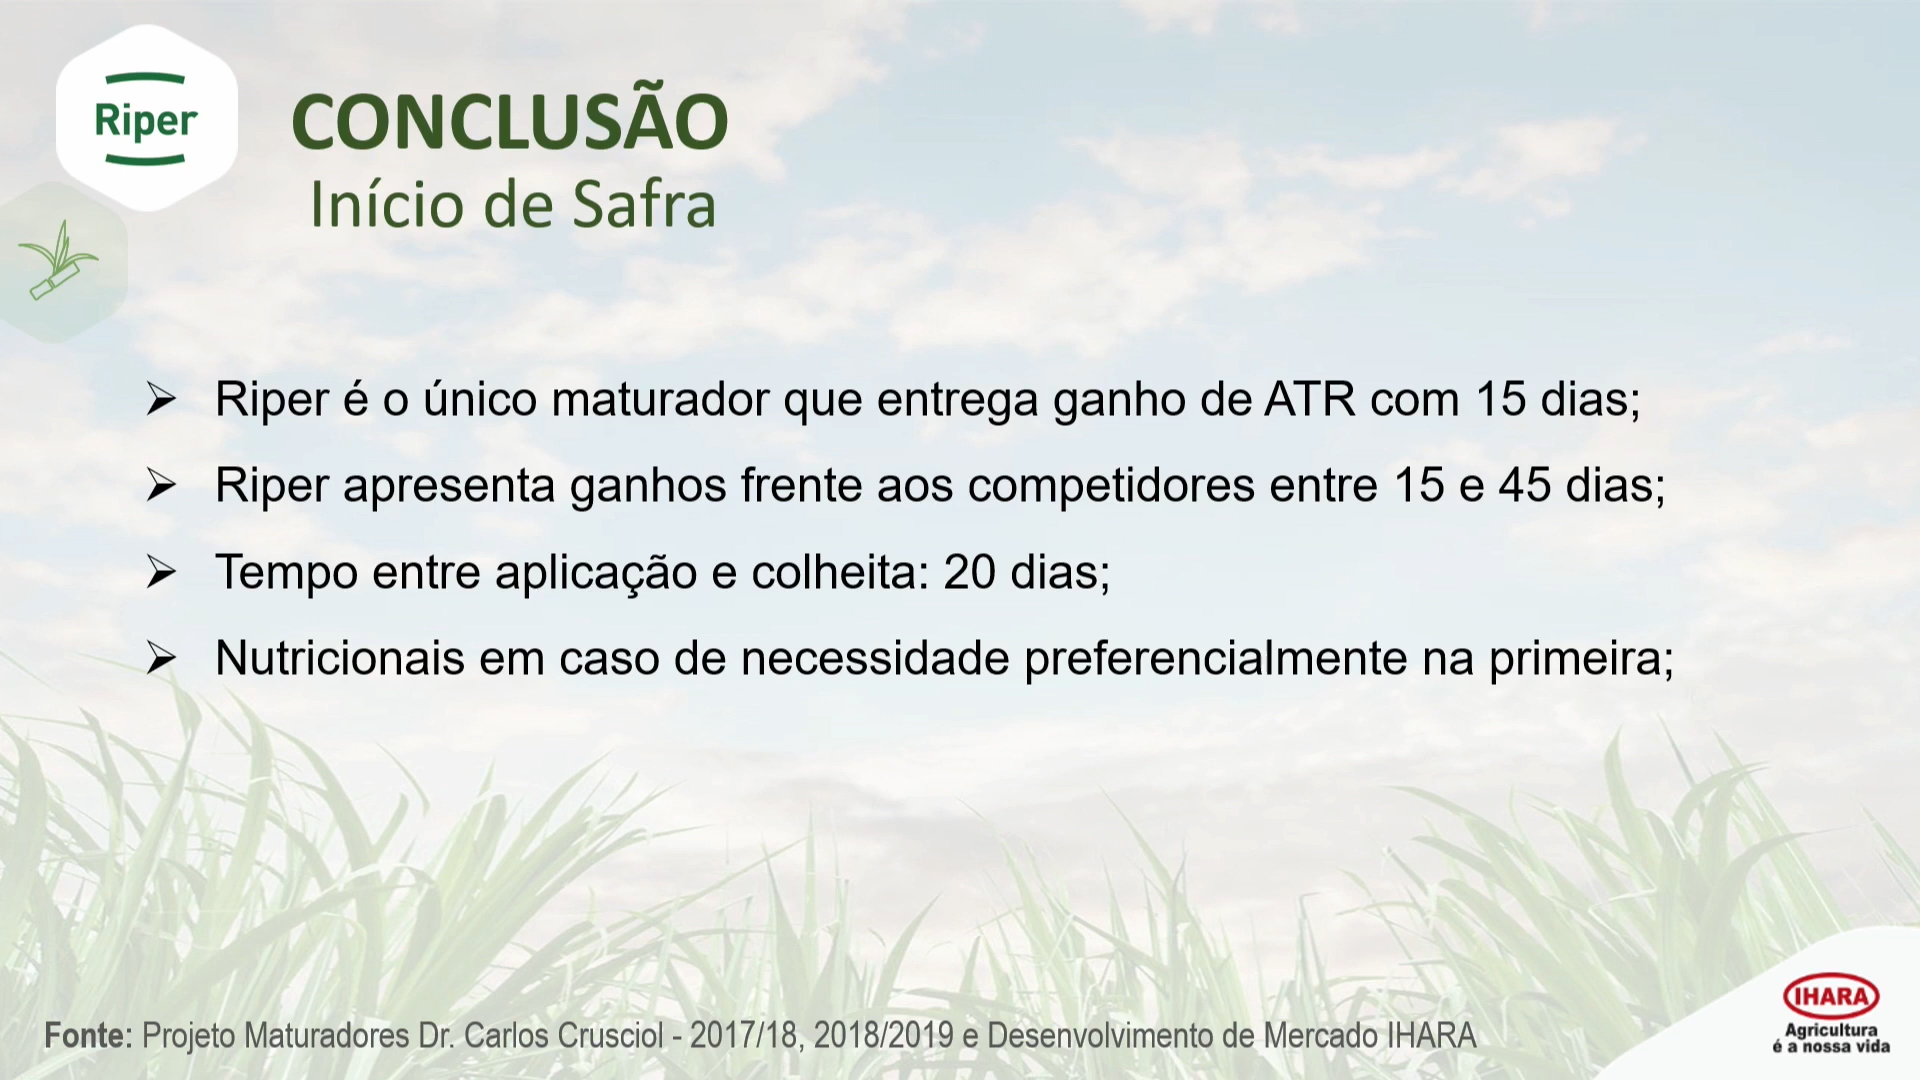 Riper
CONCLUSÃO
Início de Safra
Riper é o único maturador que entrega ganho de ATR com 15 dias;
Riper apresenta ganhos frente aos competidores entre 15 e 45 dias;
Tempo entre aplicação e colheita: 20 dias;
Nutricionais em caso de necessidade preferencialmente na primeira;
Fonte: Projeto Maturadores Dr. Carlos Crusciol - 2017/18, 2018/2019 e Desenvolvimento de Mercado IHARA
IHARA
Agricultura
é a nossa vida